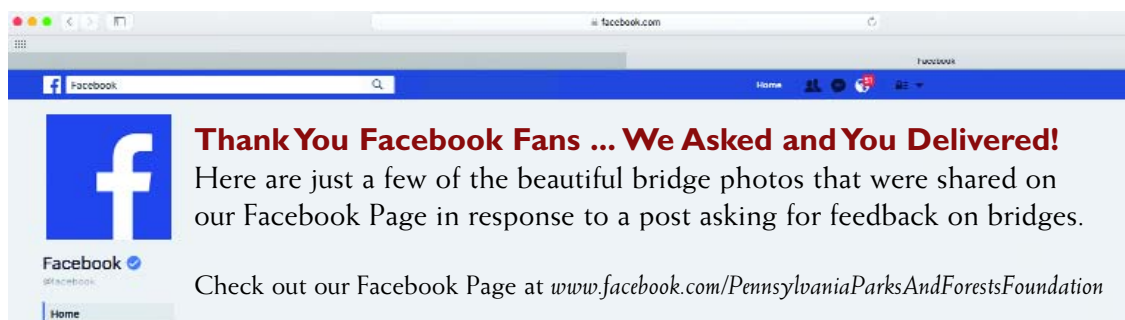 facebook.com
Facebook
Facebook
Home
Thank You Facebook Fans ... We Asked and You Delivered!
Here are just a few of the beautiful bridge photos that were shared on
our Facebook Page in response to a post asking for feedback on bridges.
Facebook
@facebook
Check out our Facebook Page at www.facebook.com/PennsylvaniaParksAndForestsFoundation
Home